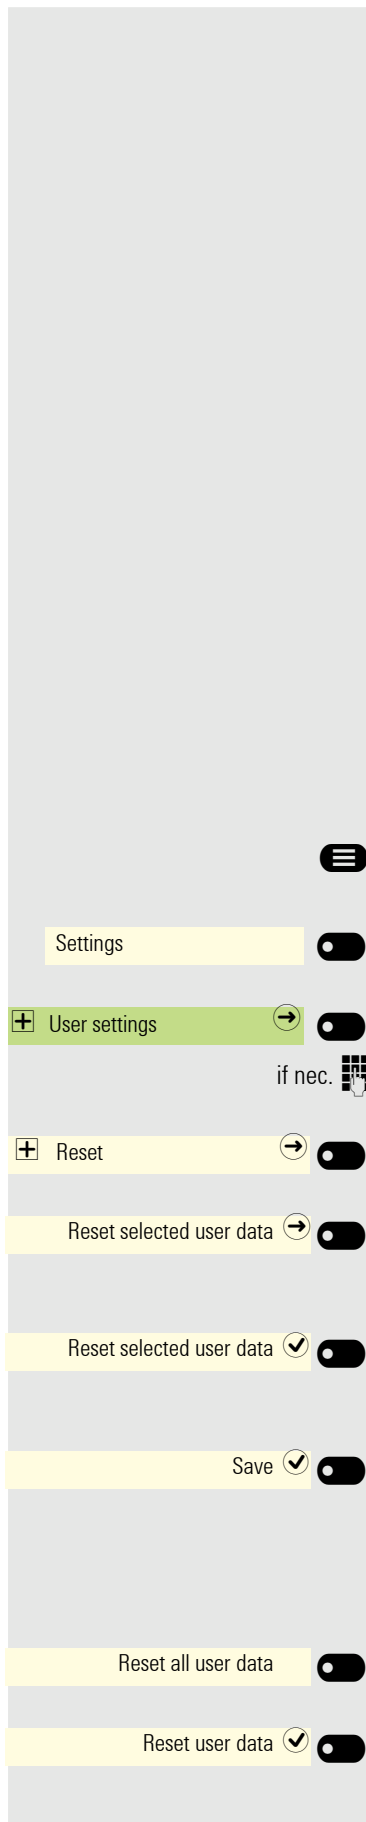 Settings
User settings
if nec.
Reset
Reset selected user data
Reset selected user data
Save
Reset all user data
Reset user data